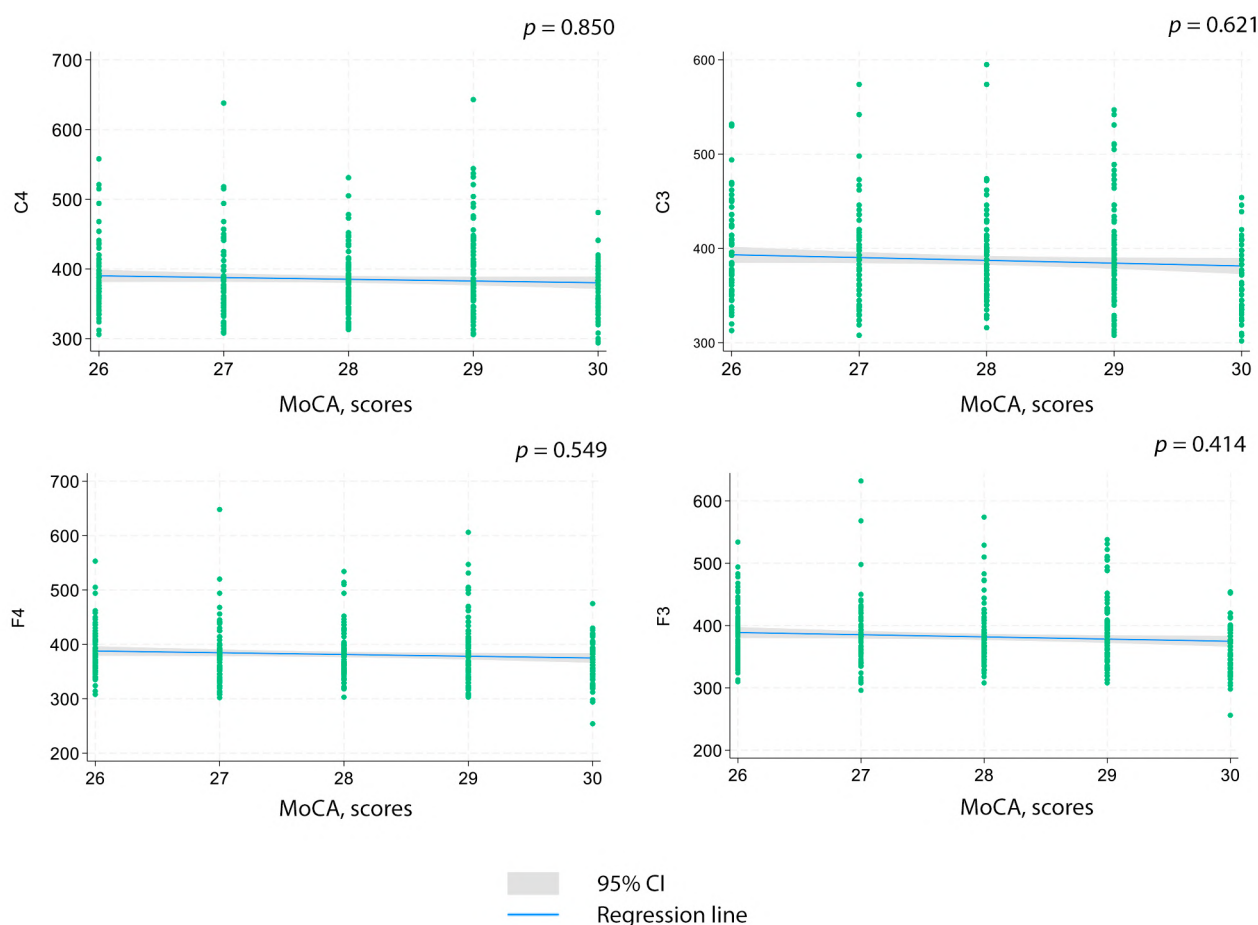 p = 0.850
700
600
500
400
300
C4
26 27 28 29 30
MoCA, scores
p = 0.621
600
500
400
300
C3
26 27 28 29 30
MoCA, scores
p = 0.549
700
600
500
400
300
200
F4
26 27 28 29 30
MoCA, scores
p = 0.414
600
500
400
300
200
F3
26 27 28 29 30
MoCA, scores
95% CI
Regression line